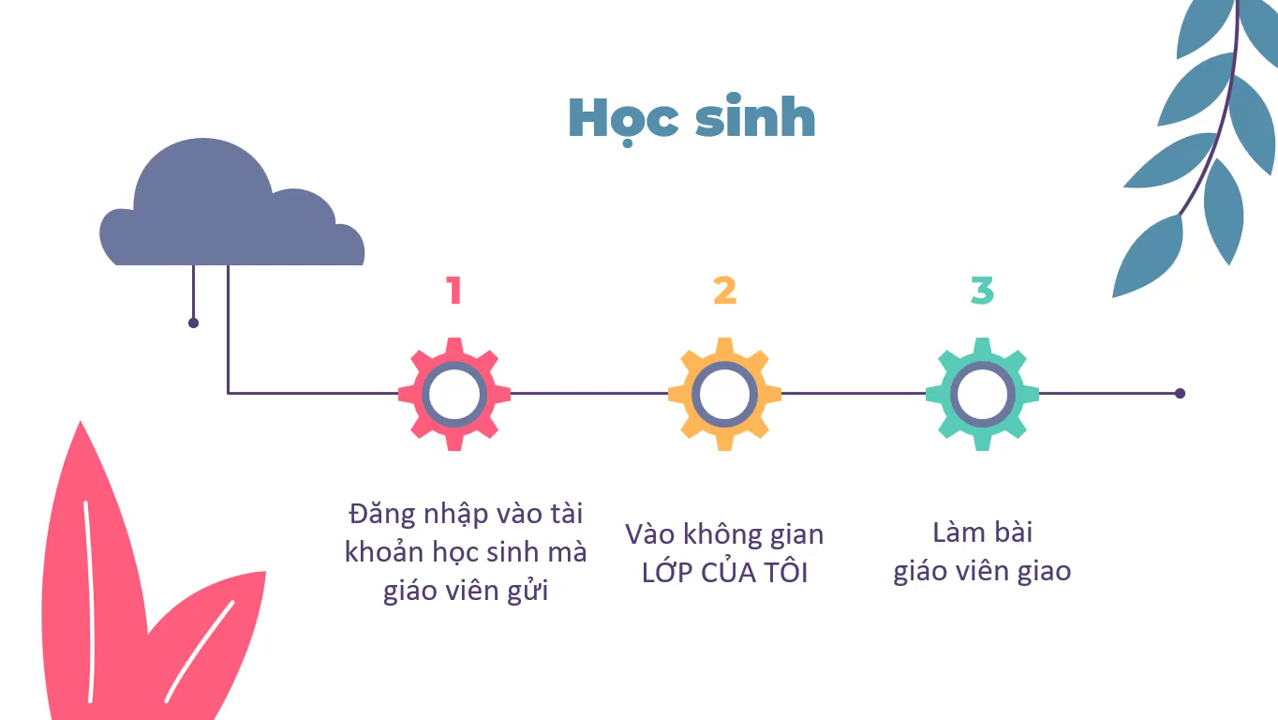 Học sinh
1
2
3
Đăng nhập vào tài
khoản học sinh mà
giáo viên gửi
Vào không gian
LỚP CỦA TÔI
Làm bài
giáo viên giao